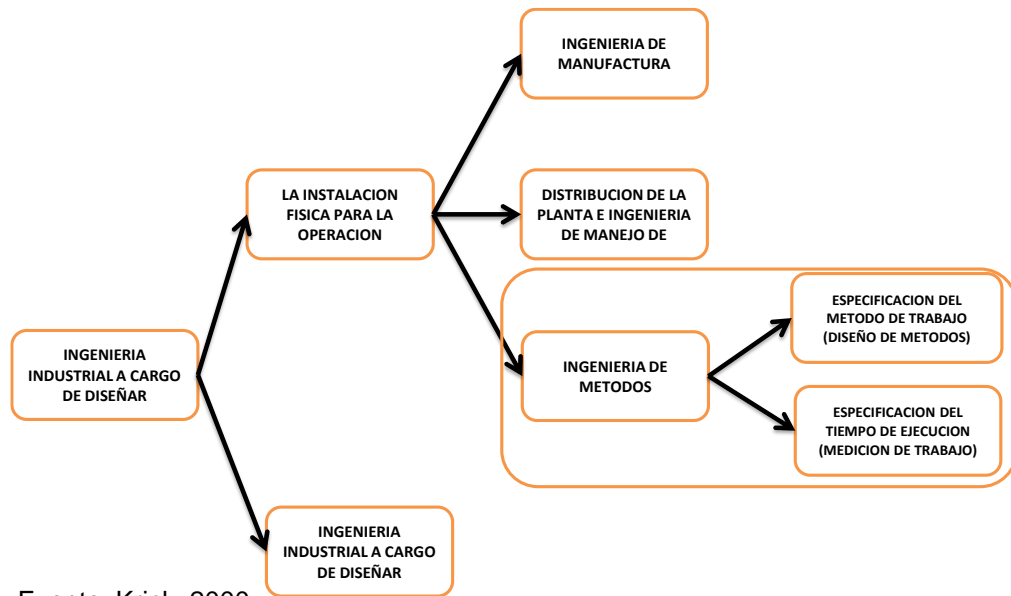 INGENIERIA DE
MANUFACTURA
LA INSTALACION
FISICA PARA LA
OPERACION
DISTRIBUCION DE LA
PLANTA E INGENIERIA
DE MANEJO DE
INGENIERIA
INDUSTRIAL A CARGO
DE DISEÑAR
INGENIERIA DE
METODOS
ESPECIFICACION DEL
METODO DE TRABAJO
(DISEÑO DE METODOS)
ESPECIFICACION DEL
TIEMPO DE EJECUCION
(MEDICION DE TRABAJO)
INGENIERIA
INDUSTRIAL A CARGO
DE DISEÑAR
2000